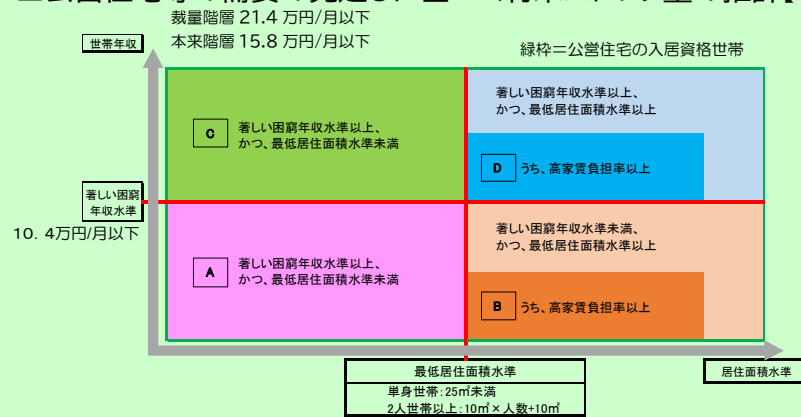 裁量階層 21.4 万円/月以下
本来階層 15.8 万円/月以下
世帯年収
緑枠＝公営住宅の入居資格世帯
C
著しい困窮年収水準以上、
かつ、最低居住面積水準未満
著しい困窮年収水準以上、
かつ、最低居住面積水準以上
D
うち、高家賃負担率以上
著しい困窮
年収水準
10．4万円/月以下
A
著しい困窮年収水準以上、
かつ、最低居住面積水準未満
著しい困窮年収水準未満、
かつ、最低居住面積水準以上
B
うち、高家賃負担率以上
最低居住面積水準
単身世帯：25㎡未満
2人世帯以上：10㎡×人数+10㎡
居住面積水準